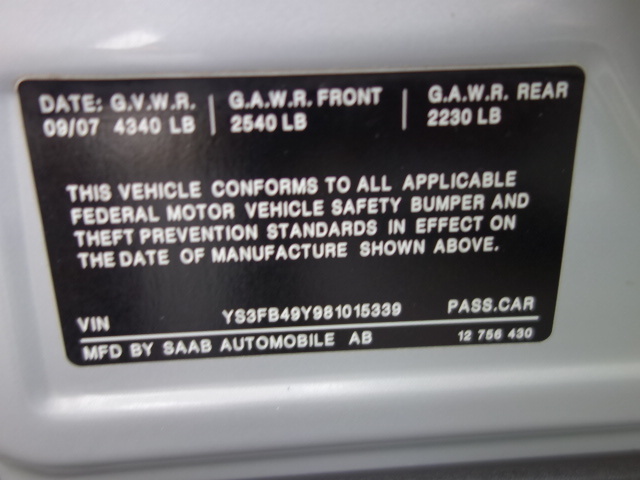 DATE: G.V.W.R. | G.A.W.R. FRONT | G.A.W.R. REAR
09/07 4340 LB | 2540 LB | 2230 LB
THIS VEHICLE CONFORMS TO ALL APPLICABLE
FEDERAL MOTOR VEHICLE SAFETY BUMPER AND
THEFT PREVENTION STANDARDS IN EFFECT ON
THE DATE OF MANUFACTURE SHOWN ABOVE.
VIN YS3FB49Y981015339 PASS.CAR
MFD BY SAAB AUTOMOBILE AB 12 756 430